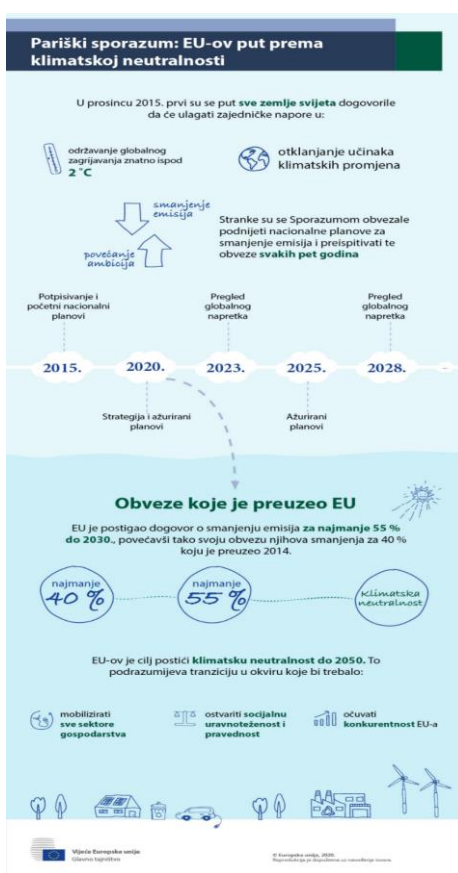 Pariški sporazum: EU-ov put prema
klimatskoj neutralnosti
U prosincu 2015. prvi su se put sve zemlje svijeta dogovorile
da će ulagati zajedničke napore u:
održavanje globalnog
zagrijavanja znatno ispod
2 °C
otklanjanje učinaka
klimatskih promjena
smanjenje
emisija
povećanje
ambicija
Stranke su se Sporazumom obvezale
podnijeti nacionalne planove za
smanjenje emisija i preispitivati te
obveze svakih pet godina
Potpisivanje i
početni nacionalni
planovi
Pregled
globalnog
napretka
Pregled
globalnog
napretka
2015.
2020.
2023.
2025.
2028.
Strategija i ažurirani
planovi
Ažurirani
planovi
Obveze koje je preuzeo EU
EU je postigao dogovor o smanjenju emisija za najmanje 55 %
do 2030., povećavši tako svoju obvezu njihova smanjenja za 40 %
koju je preuzeo 2014.
najmanje
40 %
najmanje
55 %
Klimatska
neutralnost
EU-ov je cilj postići klimatsku neutralnost do 2050. To
podrazumijeva tranziciju u okviru koje bi trebalo:
mobilizirati
sve sektore
gospodarstva
ostvariti socijalnu
uravnoteženost i
pravednost
očuvati
konkurentnost EU-a
Vijeće Europske unije
Glavno tajništvo
© Europska unija, 2020.
Reprodukcija je dopuštena uz navođenje izvora.